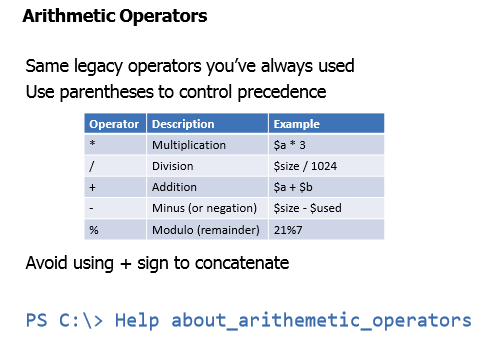 Arithmetic Operators
Same legacy operators you've always used
Use parentheses to control precedence
Operator Description Example
* Multiplication $a * 3
/ Division $size / 1024
+ Addition $a + $b
- Minus (or negation) $size - $used
% Modulo (remainder) 21%7
Avoid using + sign to concatenate
PS C:\> Help about_arithemetic_operators